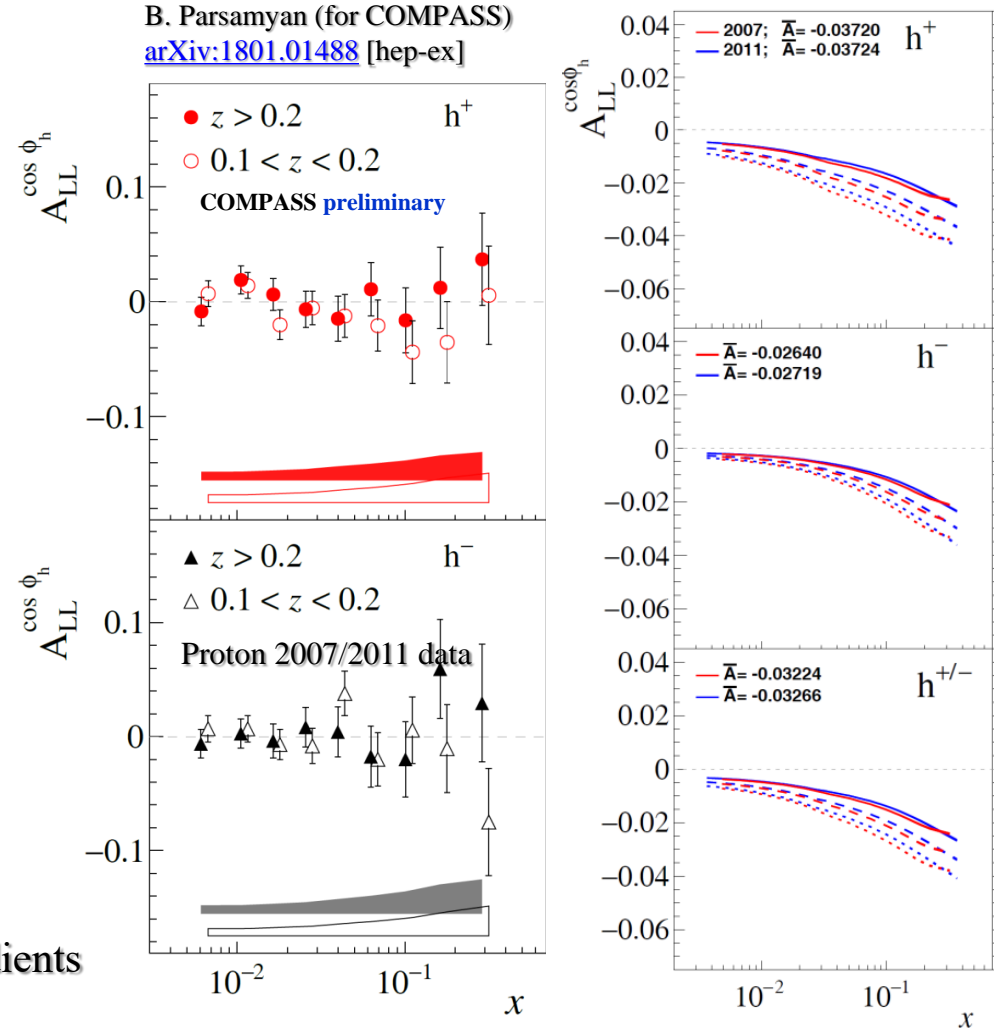 B. Parsamyan (for COMPASS)
arXiv:1801.01488 [hep-ex]
A_LL^{cos ϕ_h}
● z > 0.2 h⁺
○ 0.1 < z < 0.2
COMPASS preliminary
0.1
0
−0.1
A_LL^{cos ϕ_h}
▲ z > 0.2 h⁻
△ 0.1 < z < 0.2
Proton 2007/2011 data
0.1
0
−0.1
10⁻² 10⁻¹
x
dients
A_LL^{cosϕ_h}
0.04
2007; A̅= -0.03720 h⁺
2011; A̅= -0.03724
0.02
0
−0.02
−0.04
−0.06
0.04
A̅= -0.02640 h⁻
A̅= -0.02719
0.02
0
−0.02
−0.04
−0.06
0.04
A̅= -0.03224 h⁺/⁻
A̅= -0.03266
0.02
0
−0.02
−0.04
−0.06
10⁻² 10⁻¹
x